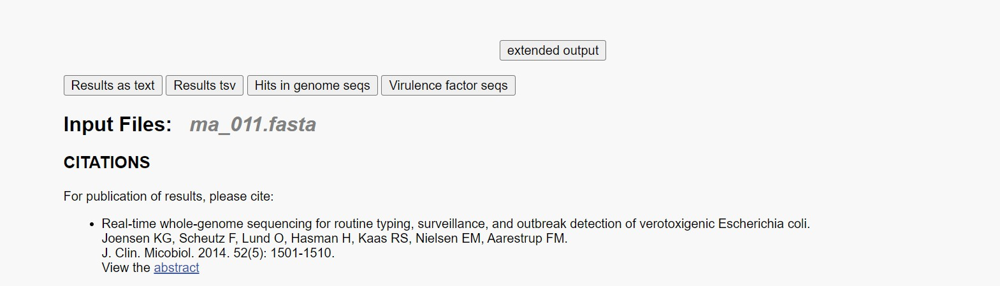 extended output
Results as text Results tsv Hits in genome seqs Virulence factor seqs
Input Files: ma_011.fasta
CITATIONS
For publication of results, please cite:
• Real-time whole-genome sequencing for routine typing, surveillance, and outbreak detection of verotoxigenic Escherichia coli.
Joensen KG, Scheutz F, Lund O, Hasman H, Kaas RS, Nielsen EM, Aarestrup FM.
J. Clin. Micobiol. 2014. 52(5): 1501-1510.
View the abstract